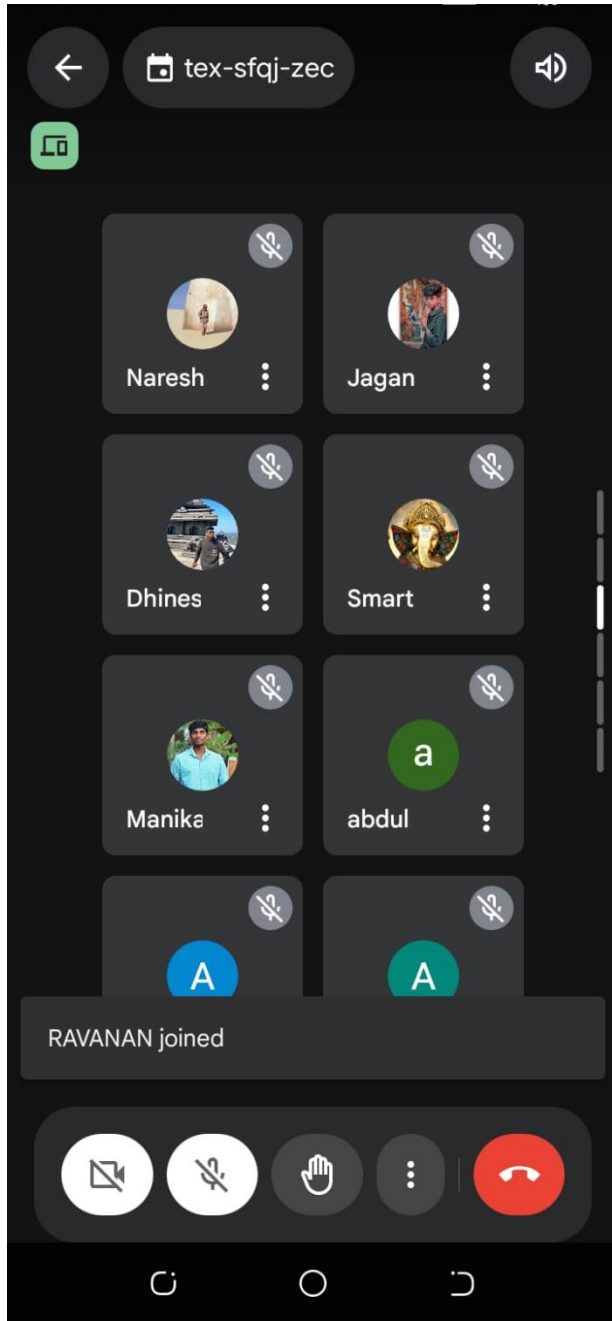 tex-sfqj-zec
Naresh
Jagan
Dhines
Smart
Manika
a
abdul
A
A
RAVANAN joined